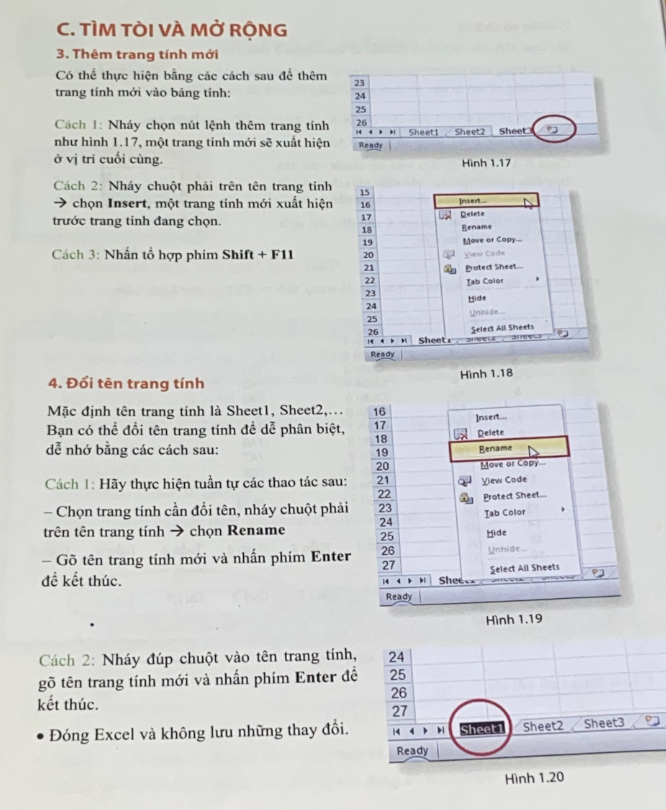 C. TÌM TÒI VÀ MỞ RỘNG
3. Thêm trang tính mới
Có thể thực hiện bằng các cách sau để thêm
trang tính mới vào bảng tính:
Cách 1: Nháy chọn nút lệnh thêm trang tính
như hình 1.17, một trang tính mới sẽ xuất hiện
ở vị trí cuối cùng.
23
24
25
26
Sheet1 Sheet2 Sheet3
Ready
Hình 1.17
Cách 2: Nháy chuột phải trên tên trang tính
→ chọn Insert, một trang tính mới xuất hiện
trước trang tính đang chọn.
Cách 3: Nhấn tổ hợp phím Shift + F11
15
16
17
18
19
20
21
22
23
24
25
26
Insert...
Delete
Rename
Move or Copy...
View Code
Protect Sheet...
Tab Color
Hide
Unhide...
Select All Sheets
Ready
Hình 1.18
4. Đổi tên trang tính
Mặc định tên trang tính là Sheet1, Sheet2,...
Bạn có thể đổi tên trang tính để dễ phân biệt,
dễ nhớ bằng các cách sau:
Cách 1: Hãy thực hiện tuần tự các thao tác sau:
– Chọn trang tính cần đổi tên, nháy chuột phải
trên tên trang tính → chọn Rename
– Gõ tên trang tính mới và nhấn phím Enter
để kết thúc.
16
17
18
19
20
21
22
23
24
25
26
27
Insert...
Delete
Rename
Move or Copy...
View Code
Protect Sheet...
Tab Color
Hide
Unhide...
Select All Sheets
Ready
Hình 1.19
Cách 2: Nháy đúp chuột vào tên trang tính,
gõ tên trang tính mới và nhấn phím Enter để
kết thúc.
• Đóng Excel và không lưu những thay đổi.
24
25
26
27
Sheet1 Sheet2 Sheet3
Ready
Hình 1.20